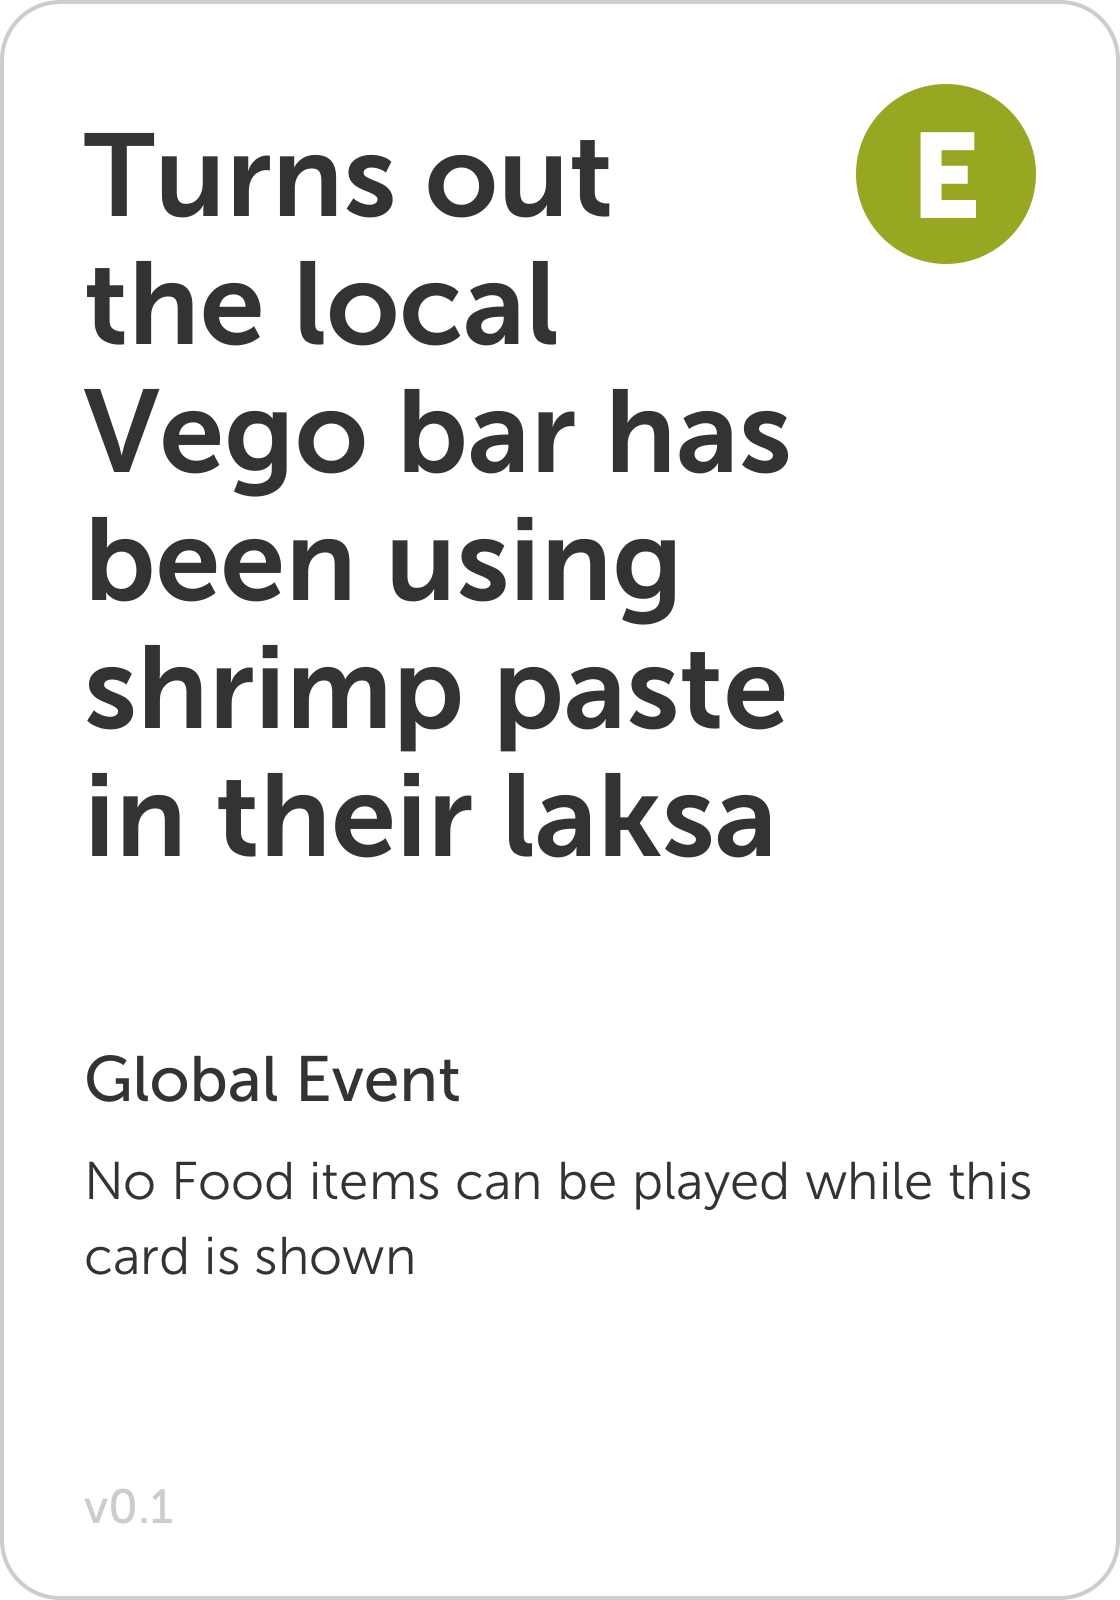 Turns out
E
the local
Vego bar has
been using
shrimp paste
in their laksa
Global Event
No Food items can be played while this
card is shown
v0.1